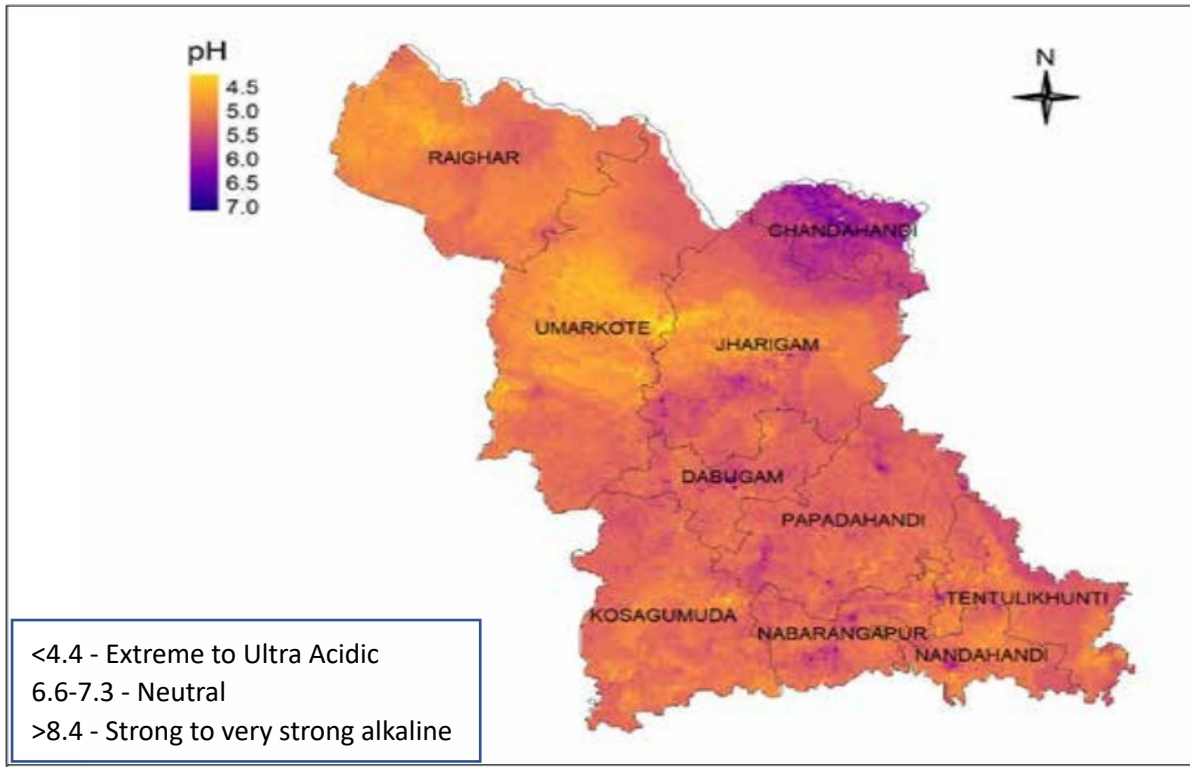 pH
4.5
5.0
5.5
6.0
6.5
7.0
N
RAIGHAR
CHANDAHANDI
UMARKOTE
JHARIGAM
DABUGAM
PAPADAHANDI
TENTULIKHUNTI
KOSAGUMUDA
NABARANGAPUR
NANDAHANDI
<4.4 - Extreme to Ultra Acidic
6.6-7.3 - Neutral
>8.4 - Strong to very strong alkaline